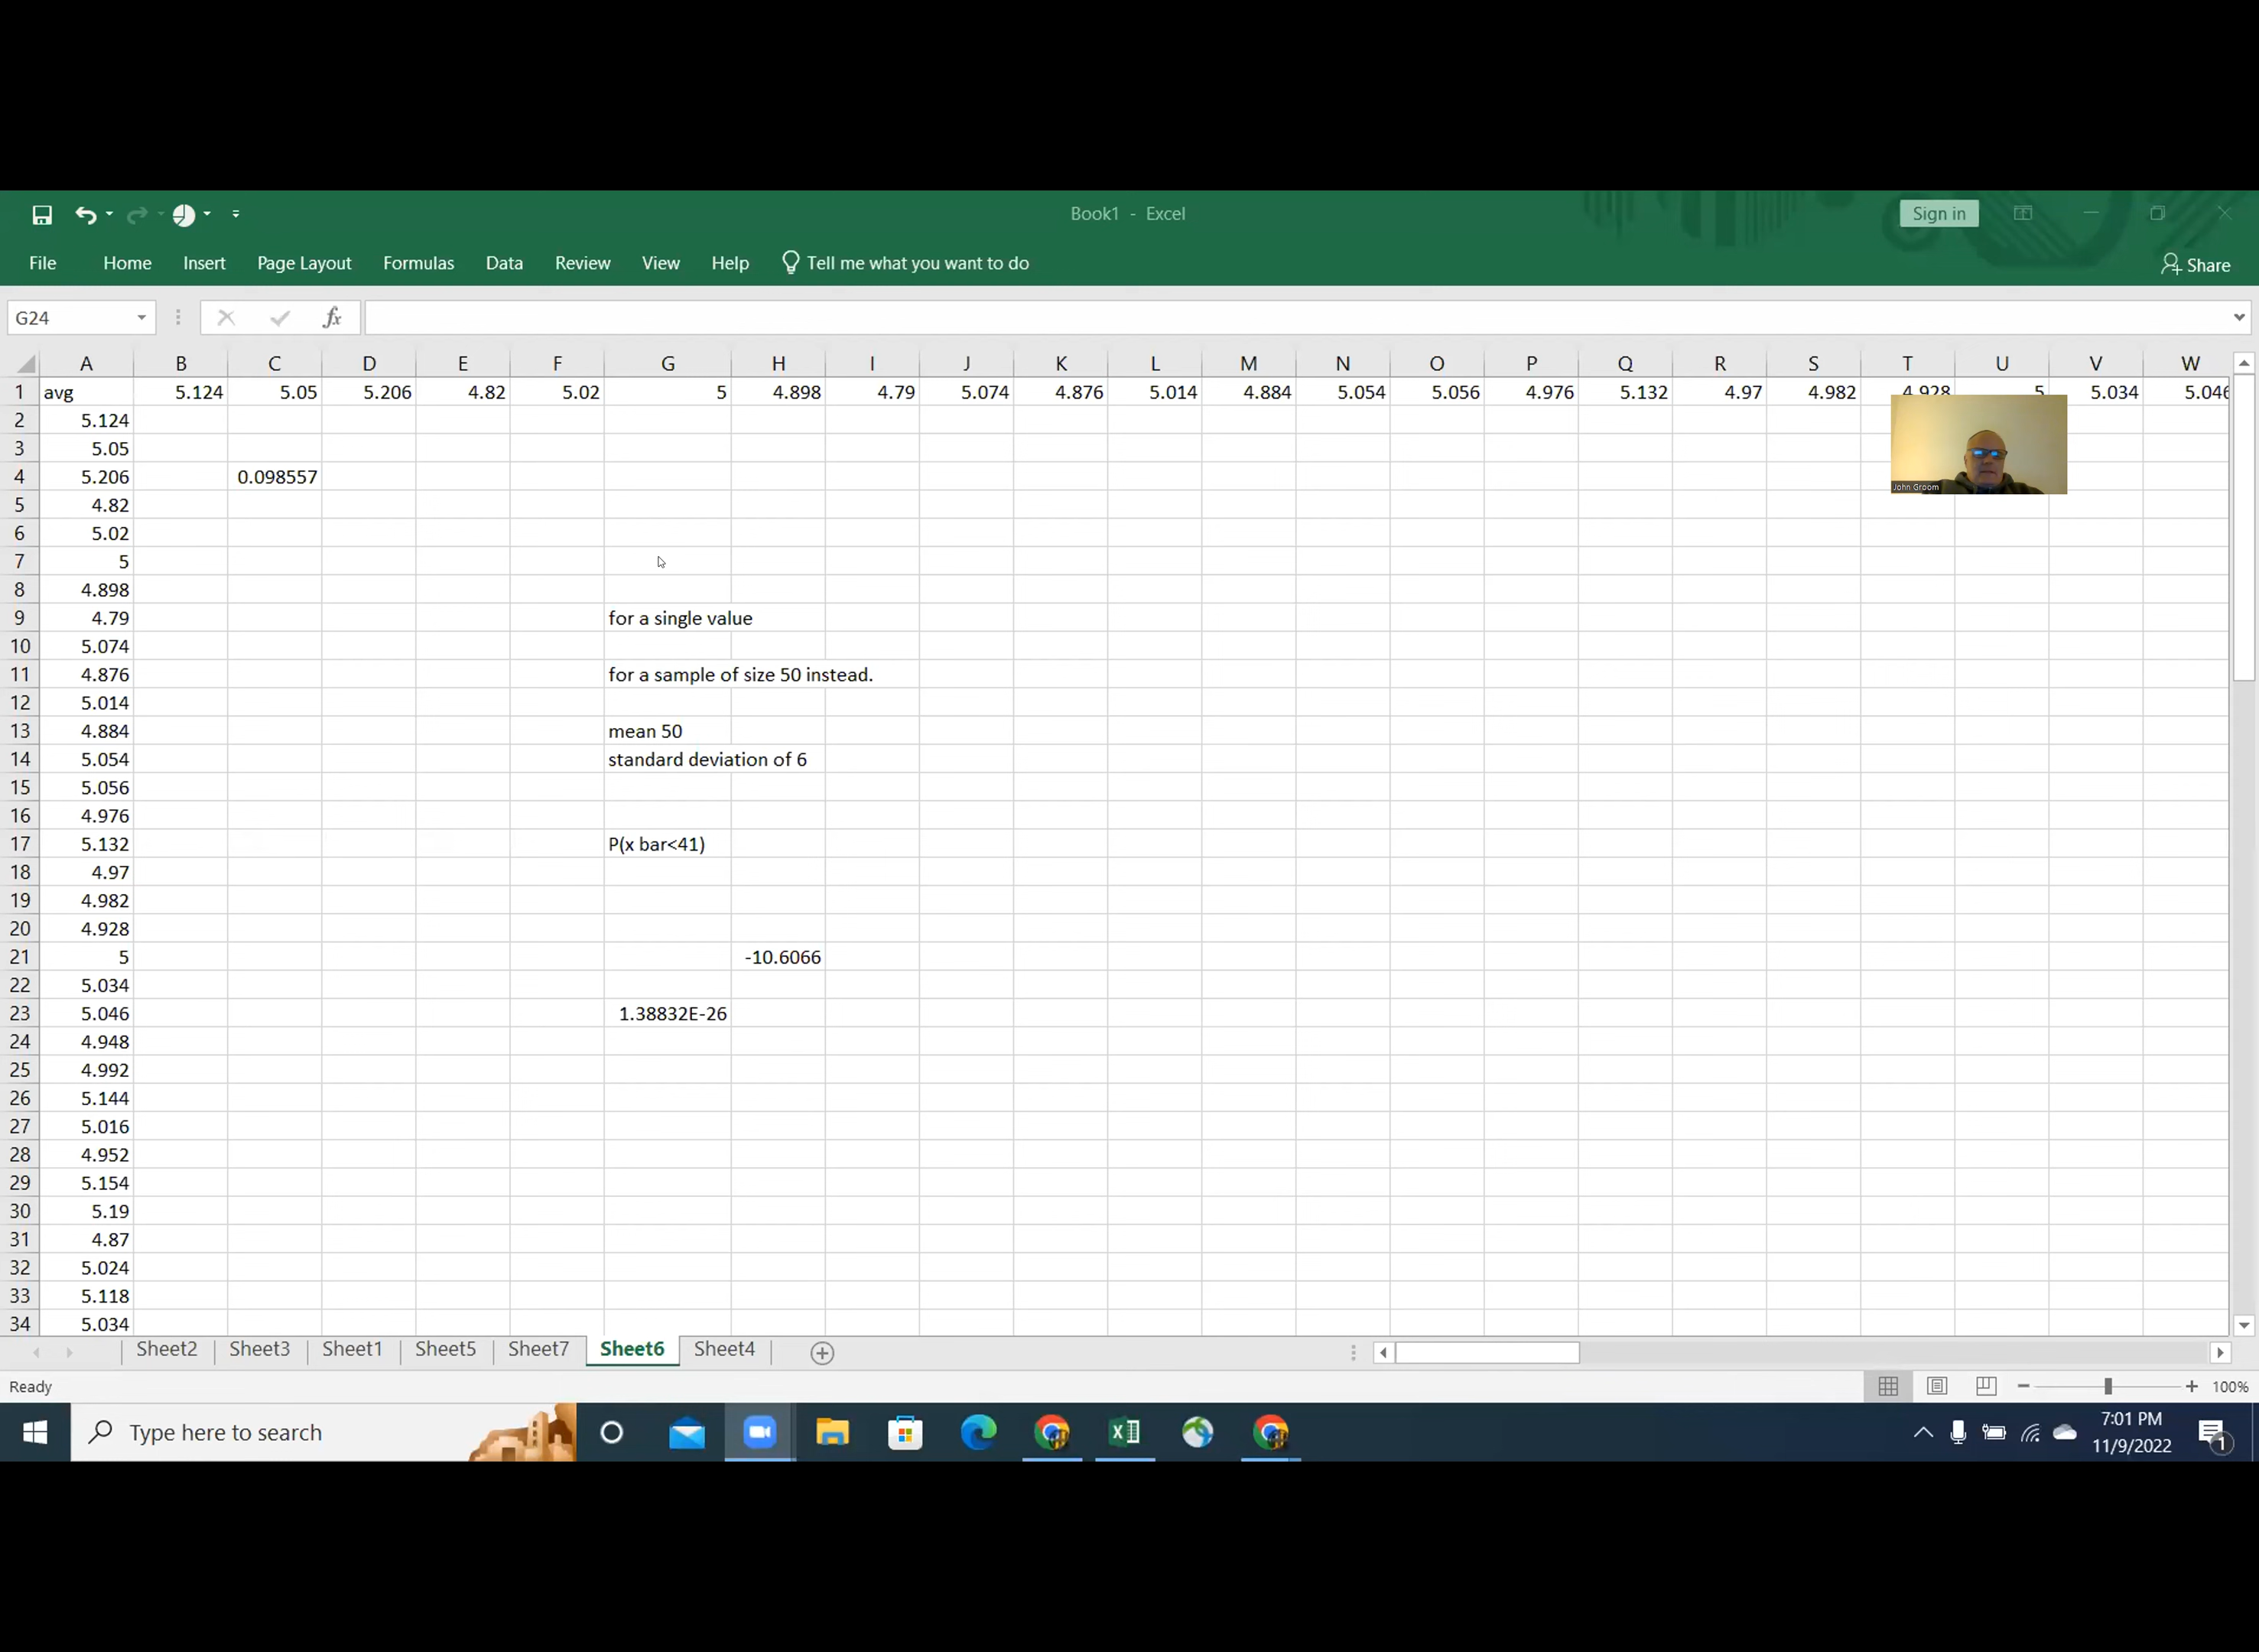 Book1 - Excel
Sign in
File Home Insert Page Layout Formulas Data Review View Help Tell me what you want to do
Share
G24 fx
A B C D E F G H I J K L M N O P Q R S T U V W
1 avg 5.124 5.05 5.206 4.82 5.02 5 4.898 4.79 5.074 4.876 5.014 4.884 5.054 5.056 4.976 5.132 4.97 4.982 4.928 5 5.034 5.046
2 5.124
3 5.05
4 5.206 0.098557
John Groom
5 4.82
6 5.02
7 5
8 4.898
9 4.79 for a single value
10 5.074
11 4.876 for a sample of size 50 instead.
12 5.014
13 4.884 mean 50
14 5.054 standard deviation of 6
15 5.056
16 4.976
17 5.132 P(x bar<41)
18 4.97
19 4.982
20 4.928
21 5 -10.6066
22 5.034
23 5.046 1.38832E-26
24 4.948
25 4.992
26 5.144
27 5.016
28 4.952
29 5.154
30 5.19
31 4.87
32 5.024
33 5.118
34 5.034
Sheet2 Sheet3 Sheet1 Sheet5 Sheet7 Sheet6 Sheet4
Ready 100%
Type here to search
7:01 PM
11/9/2022
1